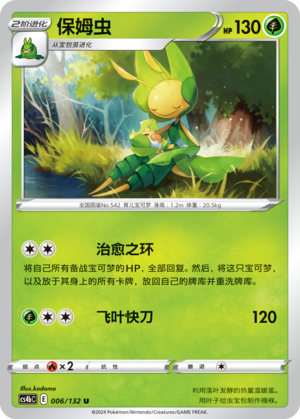 2阶进化
保姆虫
HP 130
从宝包茧进化
全国图鉴No.542 育儿宝可梦 身高：1.2m 体重：20.5kg
治愈之环
将自己所有备战宝可梦的HP，全部回复。然后，将这只宝可梦，
以及放于其身上的所有卡牌，放回自己的牌库并重洗牌库。
飞叶快刀 120
×2
Illus.kodama
CS4bC E 006/132 U
利用落叶发酵的热量温暖蛋。
用叶子给虫宝包制作襁褓。
©2024 Pokémon/Nintendo/Creatures/GAME FREAK.